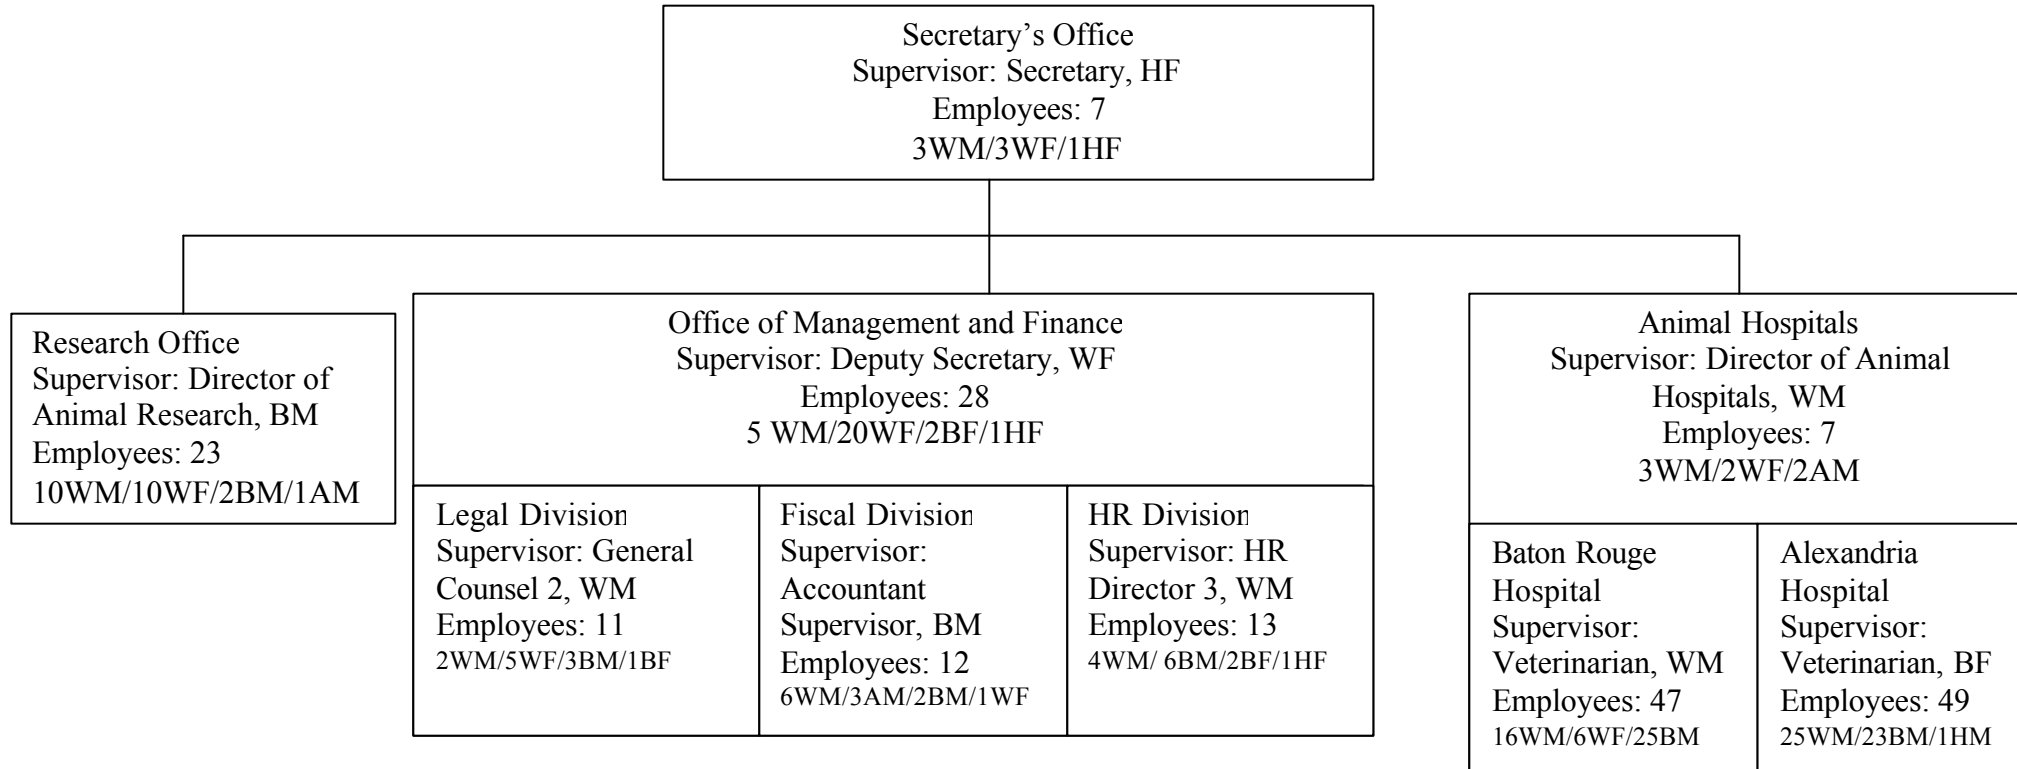 Secretary’s Office
Supervisor: Secretary, HF
Employees: 7
3WM/3WF/1HF
Research Office
Supervisor: Director of
Animal Research, BM
Employees: 23
10WM/10WF/2BM/1AM
Office of Management and Finance
Supervisor: Deputy Secretary, WF
Employees: 28
5 WM/20WF/2BF/1HF
Legal Division
Supervisor: General
Counsel 2, WM
Employees: 11
2WM/5WF/3BM/1BF
Fiscal Division
Supervisor:
Accountant
Supervisor, BM
Employees: 12
6WM/3AM/2BM/1WF
HR Division
Supervisor: HR
Director 3, WM
Employees: 13
4WM/ 6BM/2BF/1HF
Animal Hospitals
Supervisor: Director of Animal
Hospitals, WM
Employees: 7
3WM/2WF/2AM
Baton Rouge
Hospital
Supervisor:
Veterinarian, WM
Employees: 47
16WM/6WF/25BM
Alexandria
Hospital
Supervisor:
Veterinarian, BF
Employees: 49
25WM/23BM/1HM